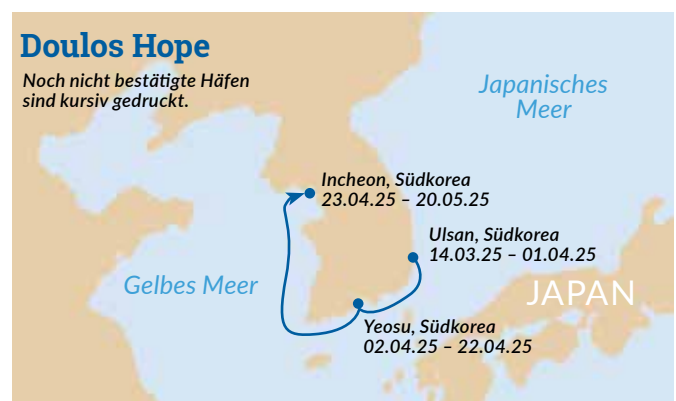 Doulos Hope
Noch nicht bestätigte Häfen
sind kursiv gedruckt.
Japanisches
Meer
Incheon, Südkorea
23.04.25 – 20.05.25
Ulsan, Südkorea
14.03.25 – 01.04.25
Gelbes Meer
JAPAN
Yeosu, Südkorea
02.04.25 – 22.04.25